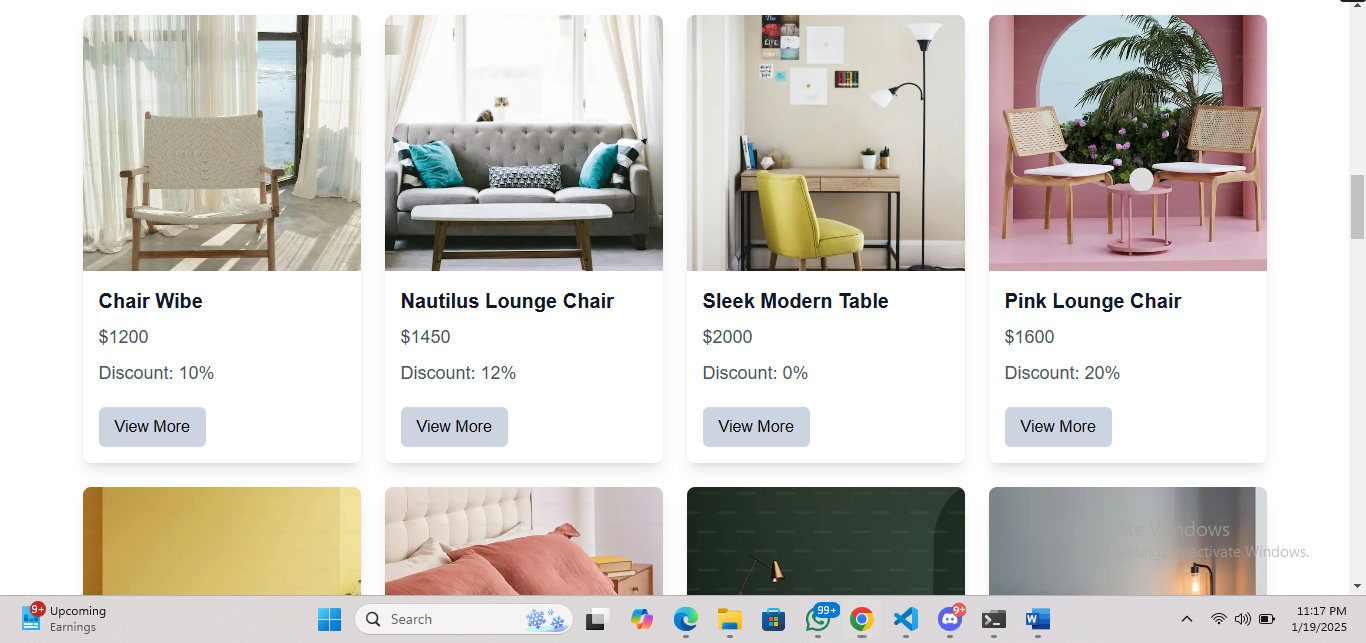 Chair Wibe
$1200
Discount: 10%
View More
Nautilus Lounge Chair
$1450
Discount: 12%
View More
Sleek Modern Table
$2000
Discount: 0%
View More
Pink Lounge Chair
$1600
Discount: 20%
View More
Activate Windows
Go to Settings to activate Windows.
9+
Upcoming
Earnings
Search
99+
9+
11:17 PM
1/19/2025